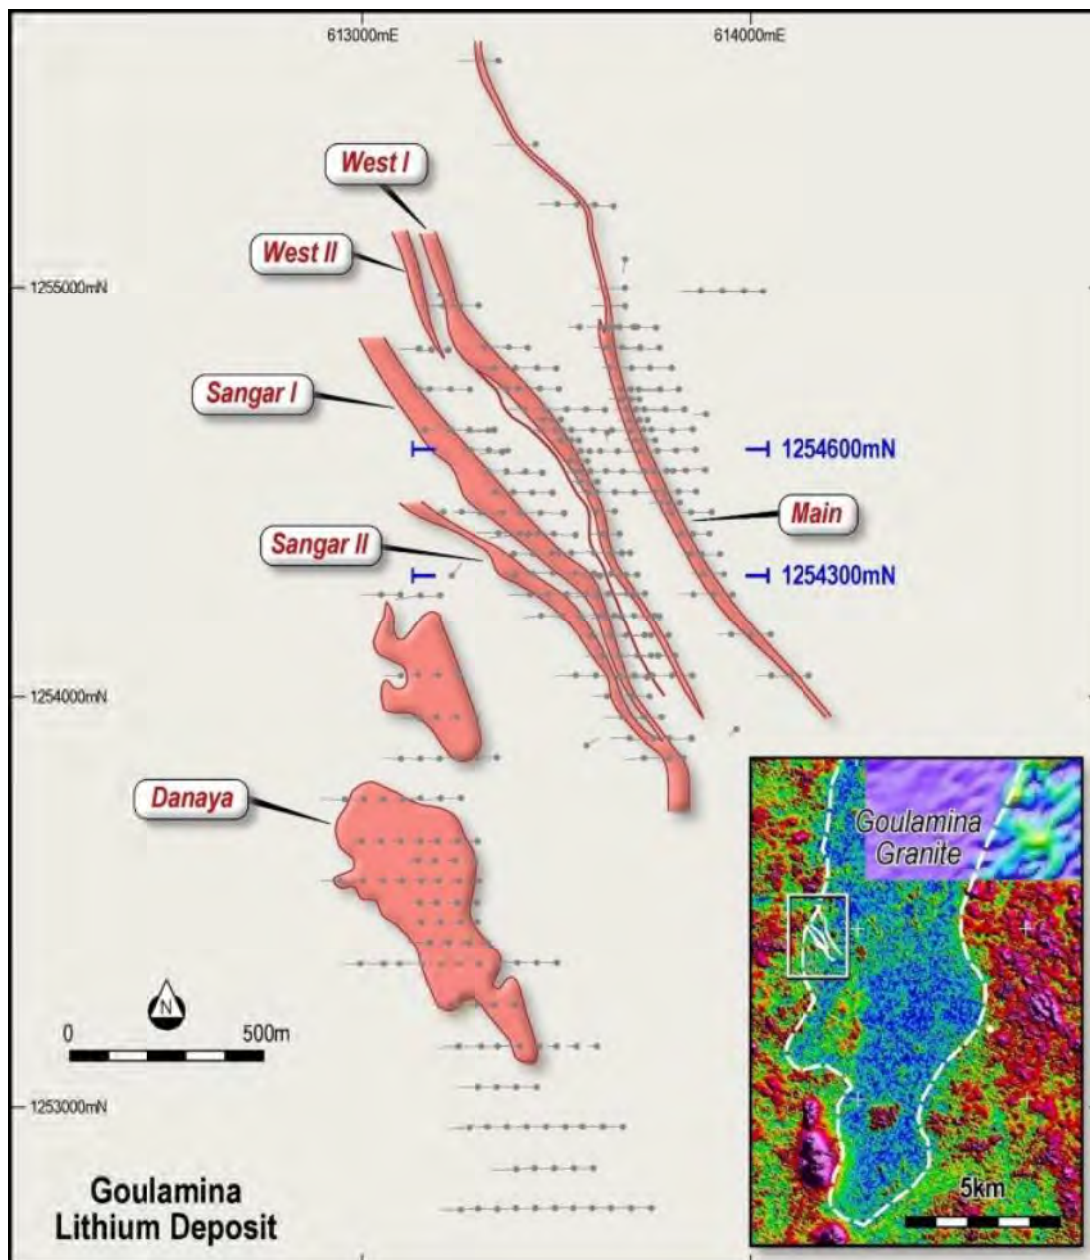 613000mE
614000mE
West I
West II
1255000mN
Sangar I
1254600mN
Main
Sangar II
1254300mN
1254000mN
Danaya
Goulamina
Granite
N
0
500m
1253000mN
5km
Goulamina
Lithium Deposit